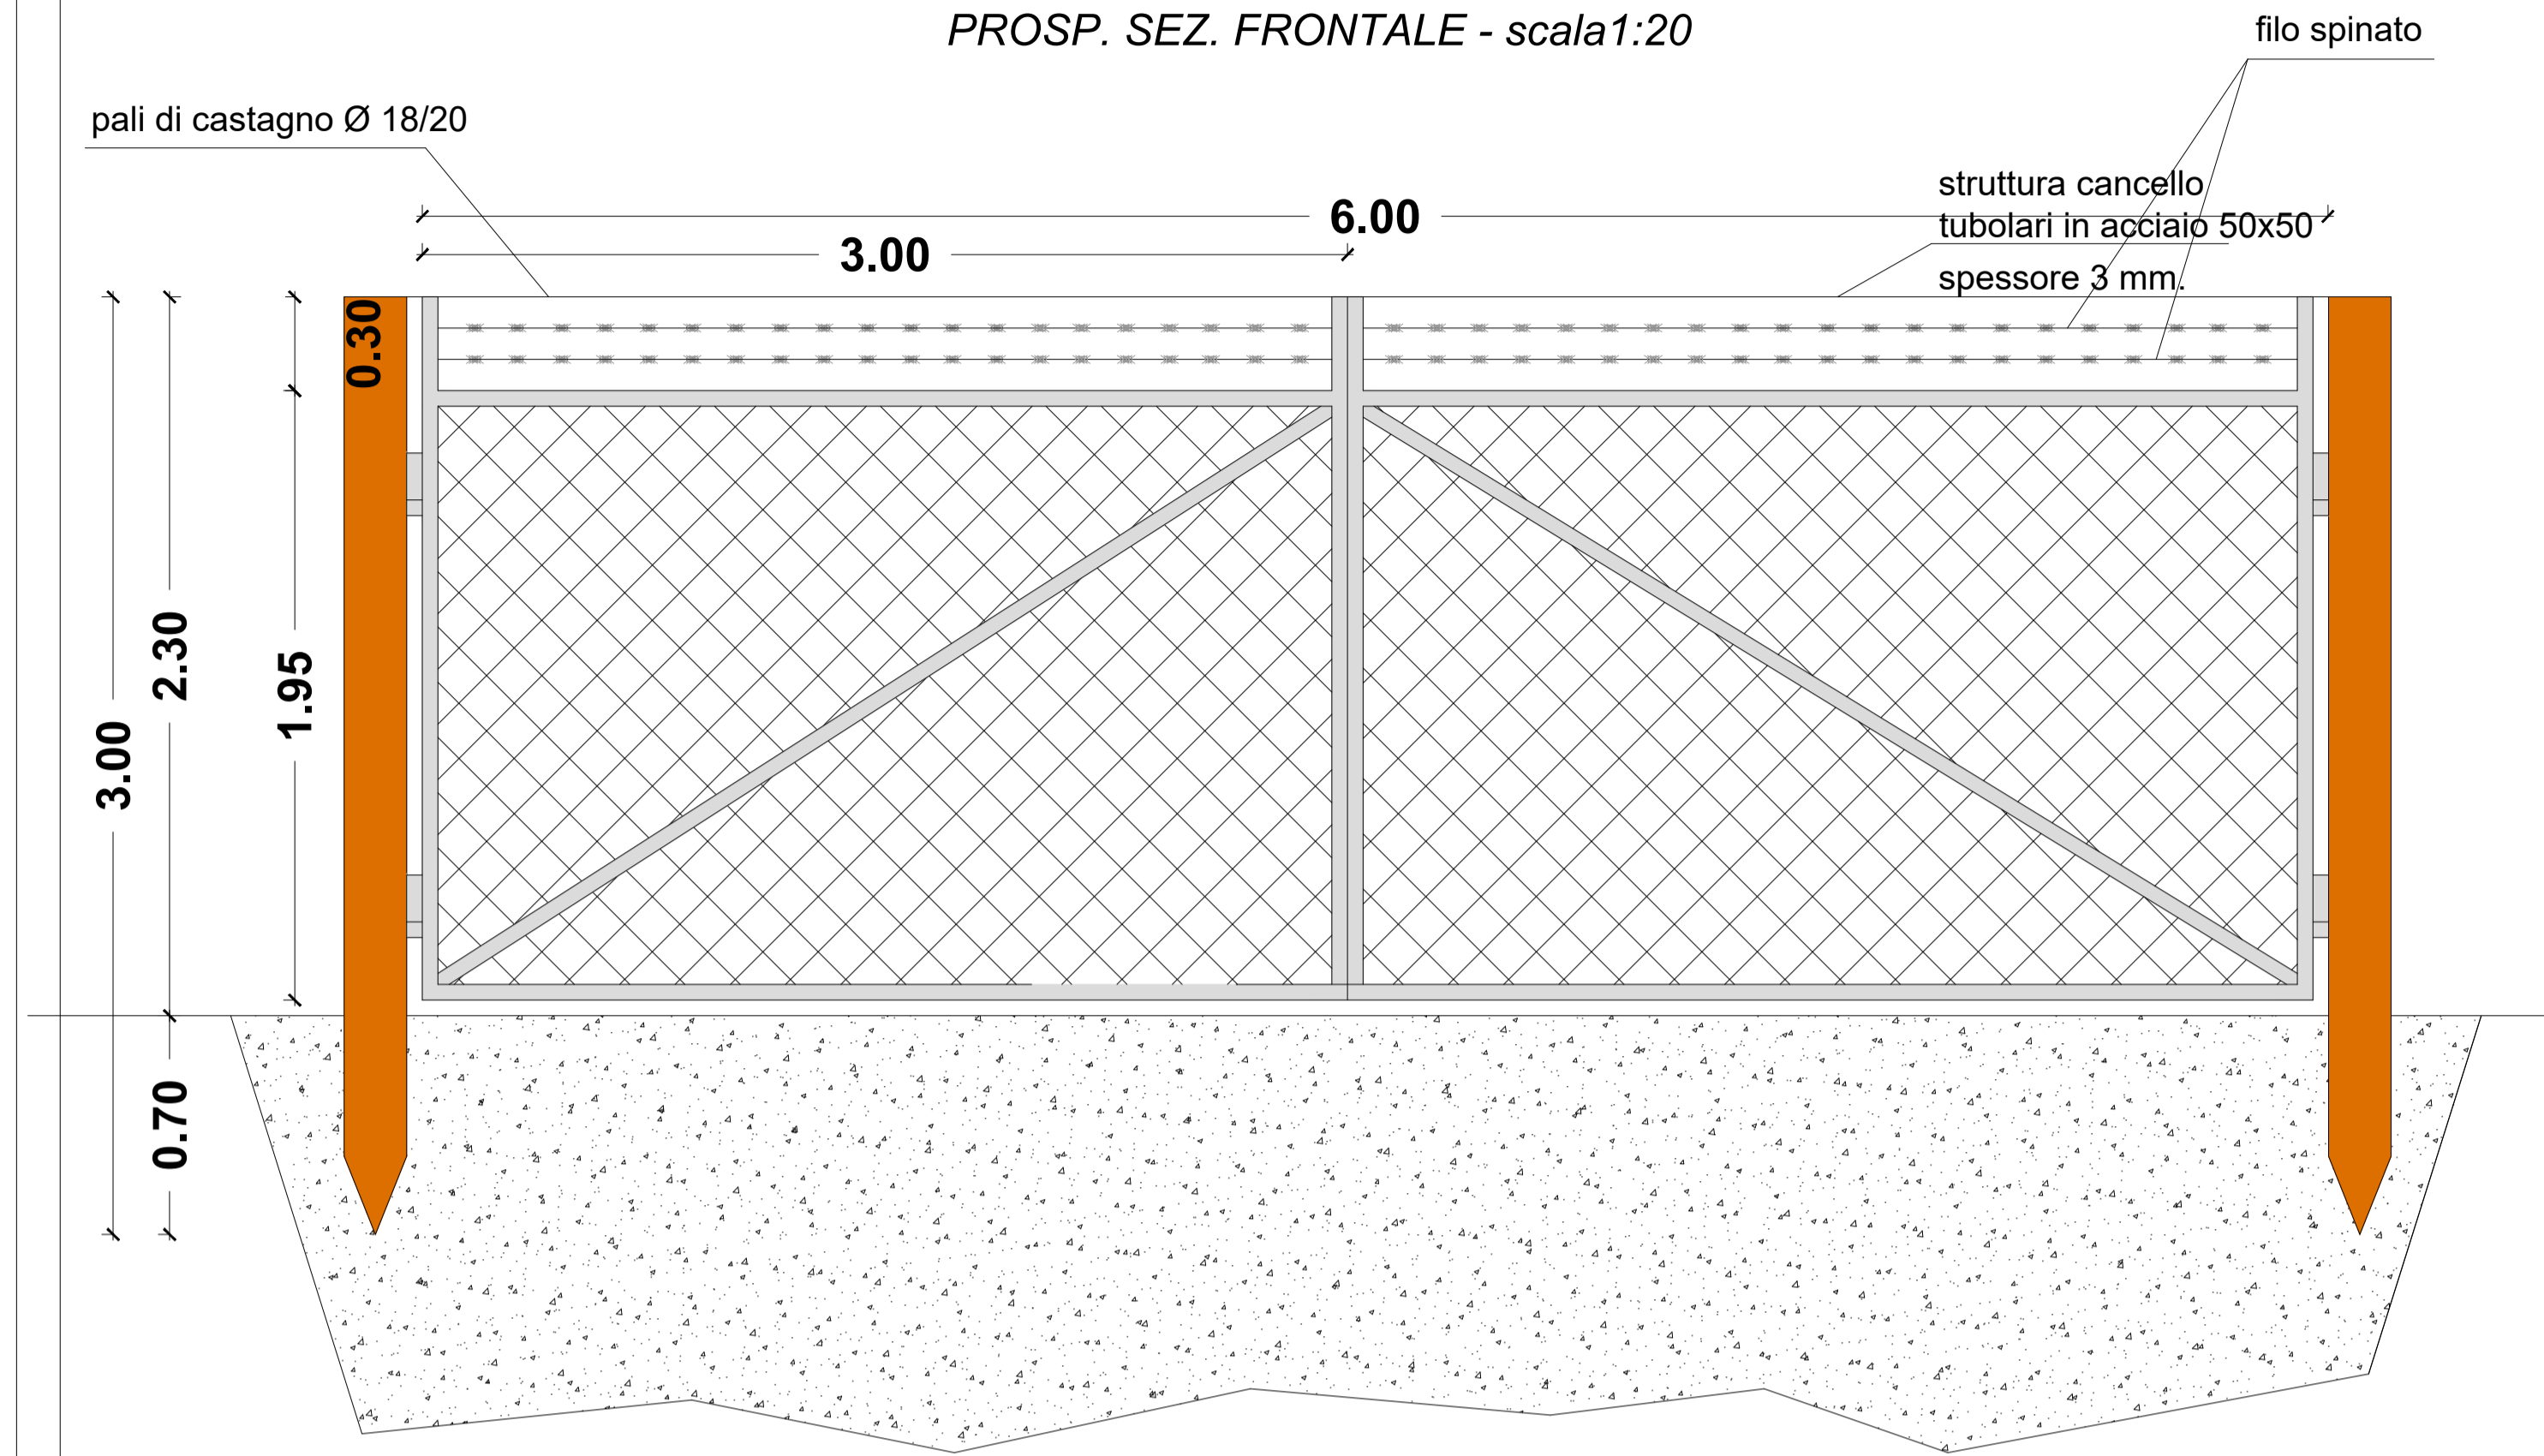 PROSP. SEZ. FRONTALE - scala1:20
filo spinato
pali di castagno Ø 18/20
struttura cancello
tubolari in acciaio 50x50
spessore 3 mm.
6.00
3.00
0.30
2.30
1.95
3.00
0.70